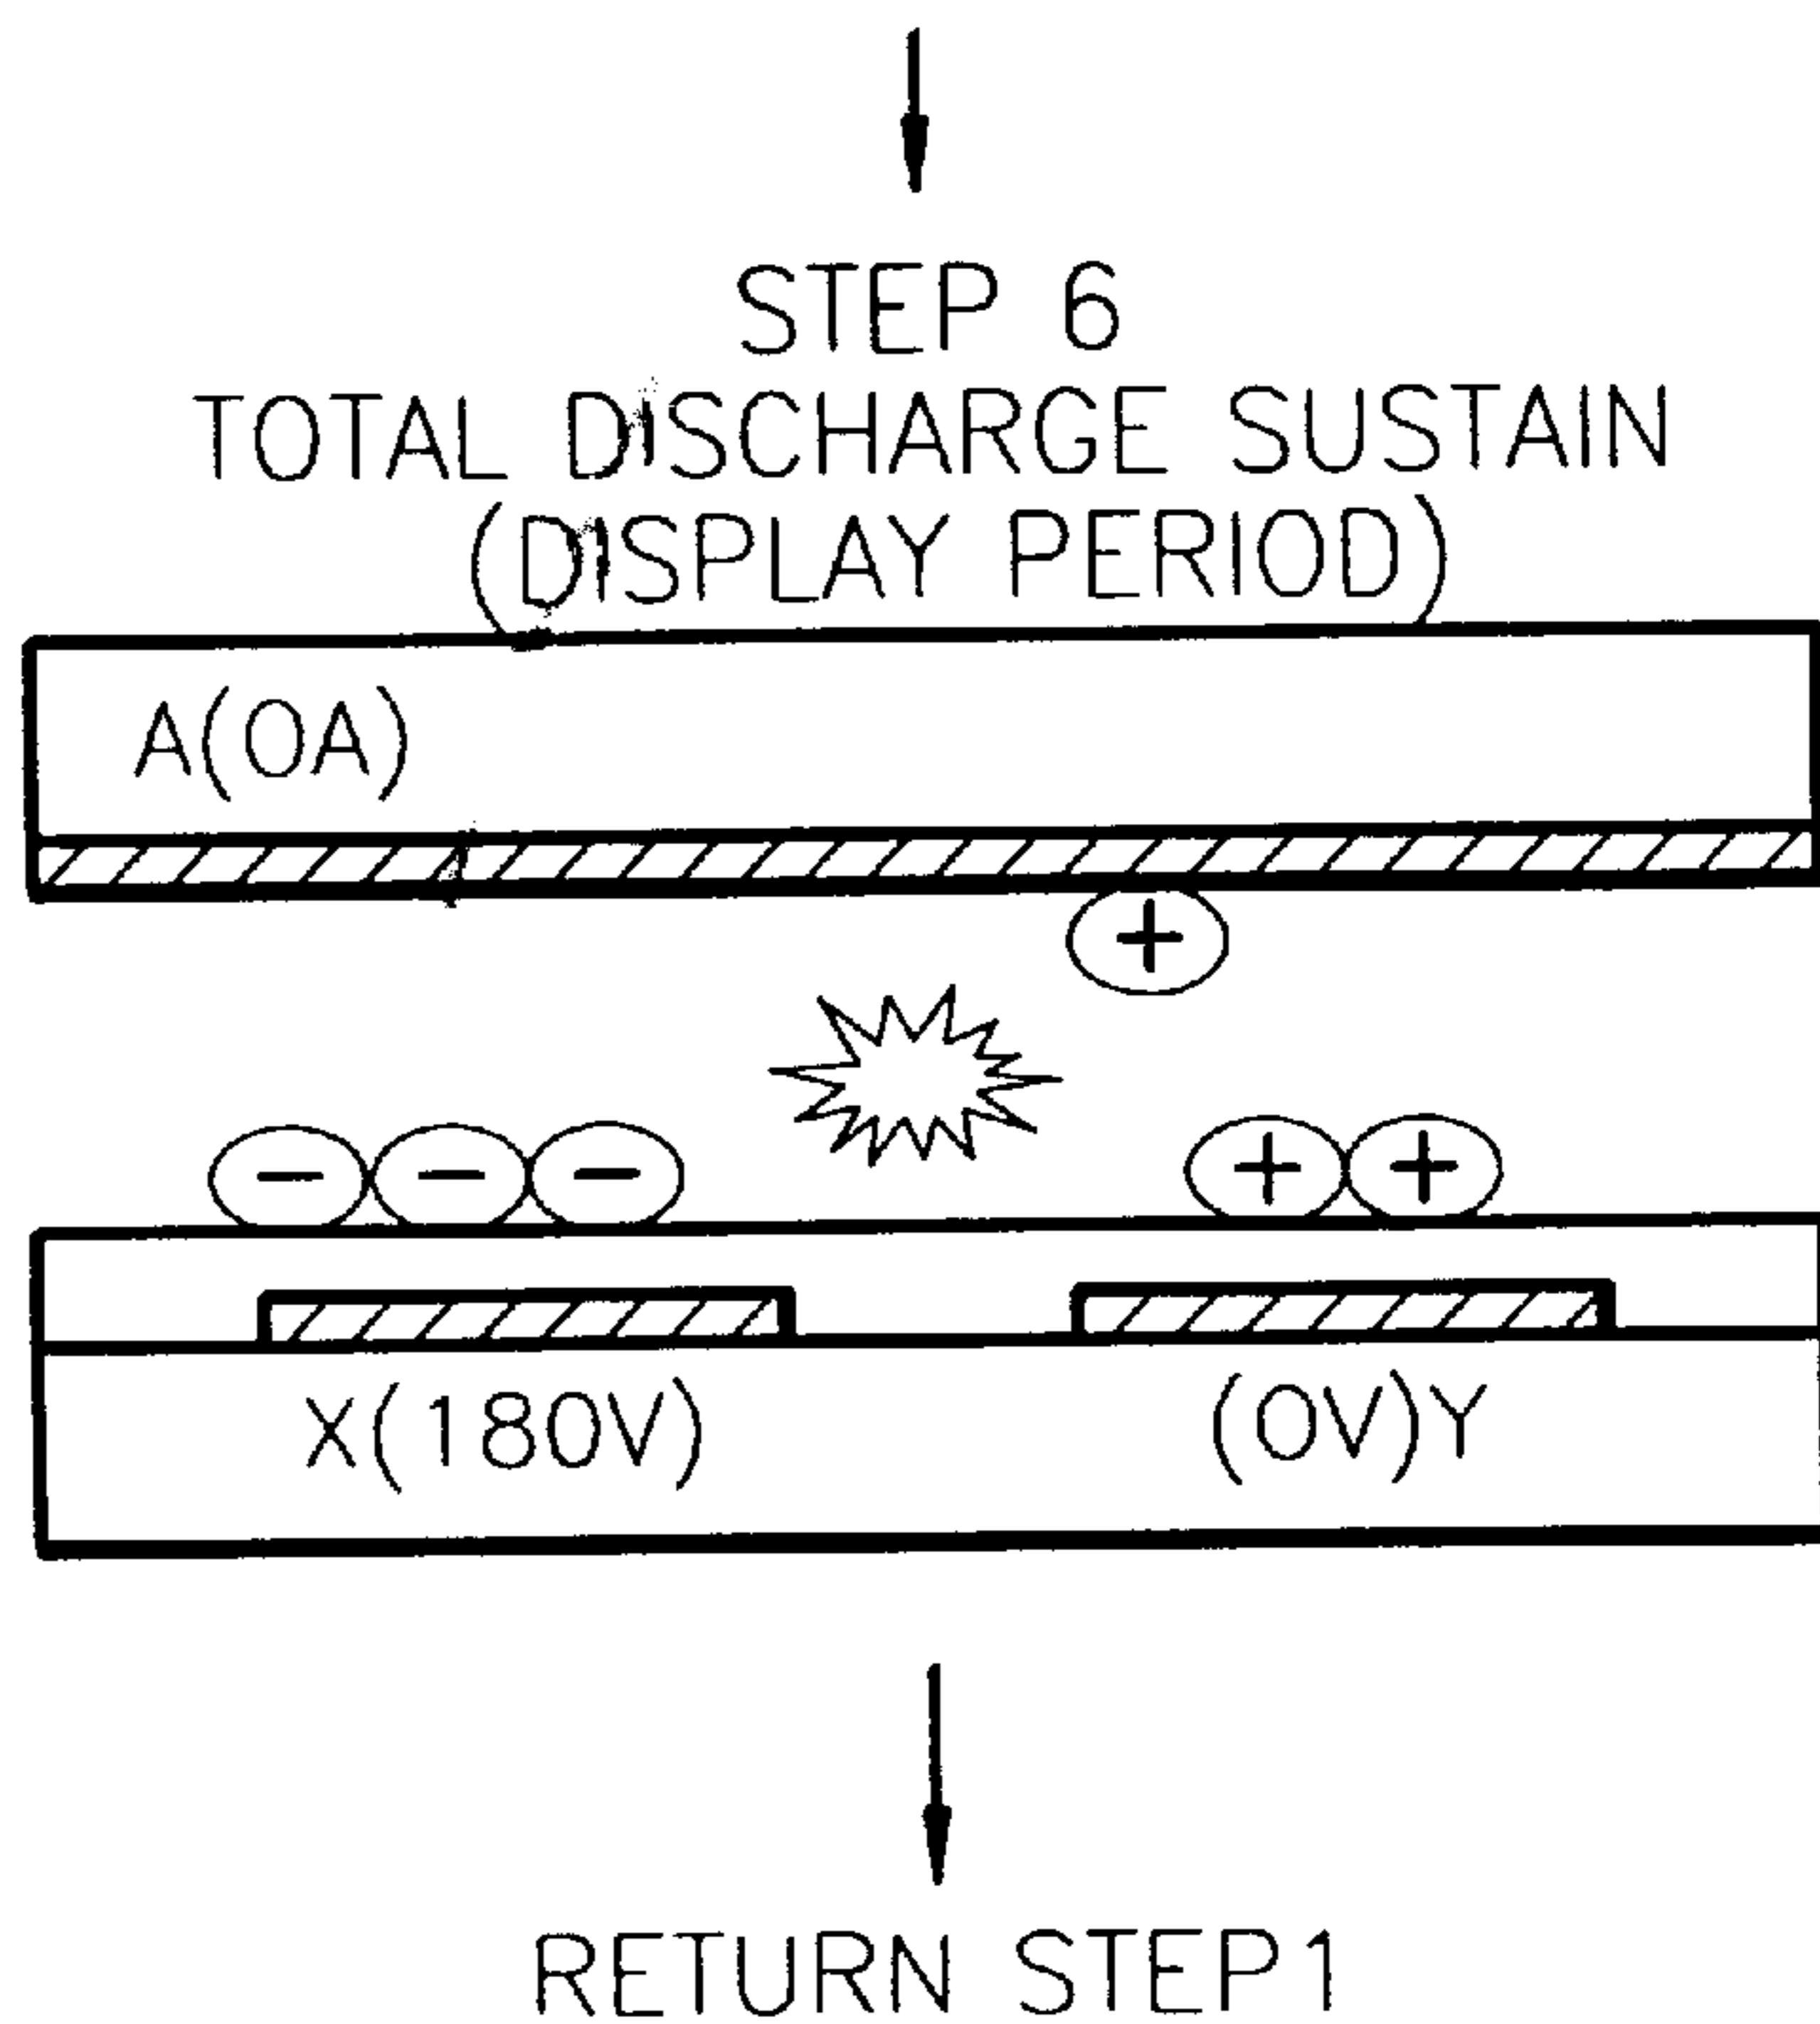 STEP 6
TOTAL DISCHARGE SUSTAIN
(DISPLAY PERIOD)
A(0A)
+
- - - + +
X(180V) (0V)Y
RETURN STEP1